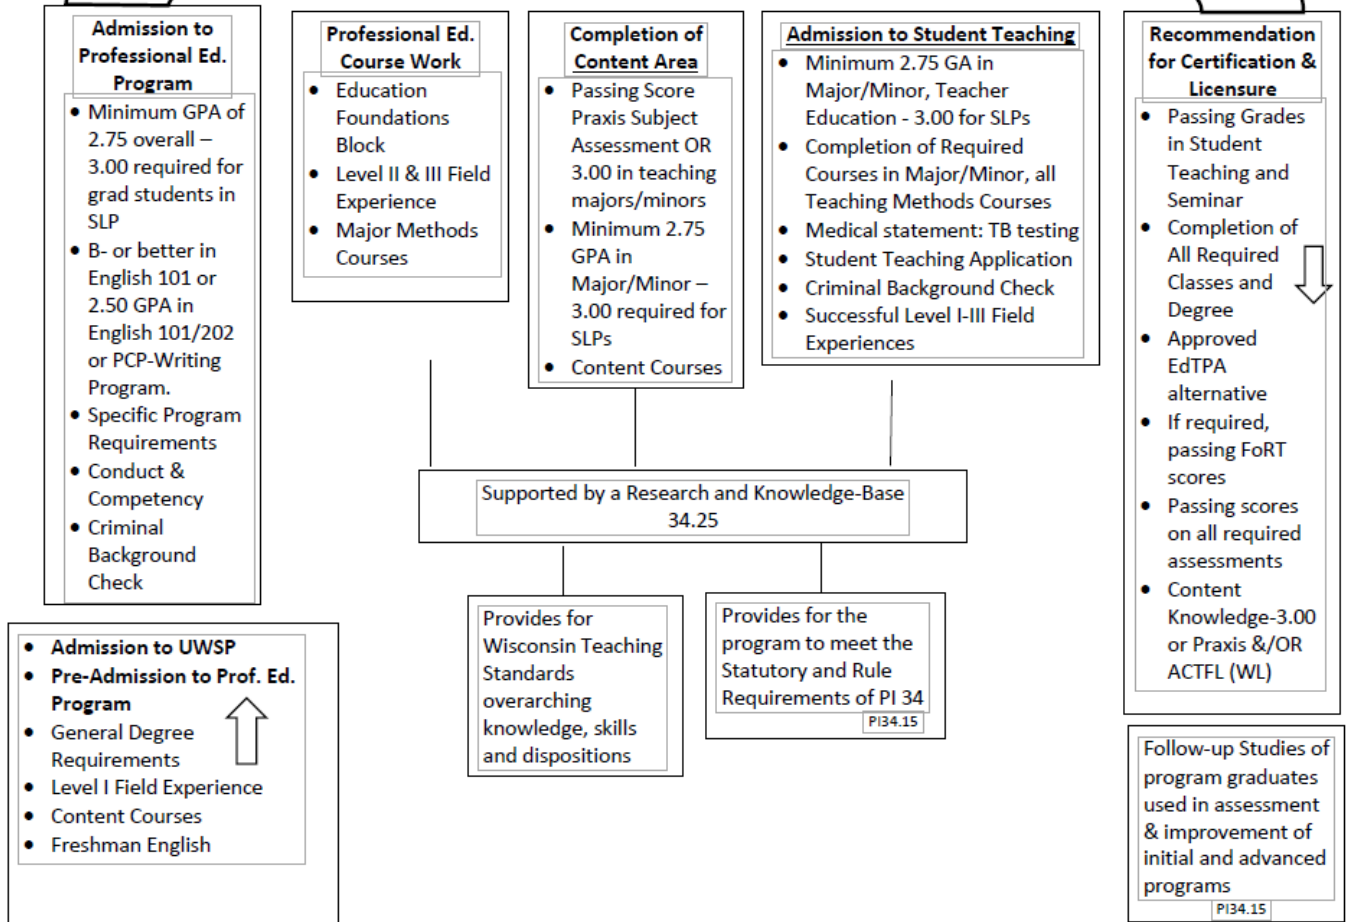 Admission to
Professional Ed.
Program
• Minimum GPA of
2.75 overall –
3.00 required for
grad students in
SLP
• B- or better in
English 101 or
2.50 GPA in
English 101/202
or PCP-Writing
Program.
• Specific Program
Requirements
• Conduct &
Competency
• Criminal
Background
Check
Professional Ed.
Course Work
• Education
Foundations
Block
• Level II & III Field
Experience
• Major Methods
Courses
Completion of
Content Area
• Passing Score
Praxis Subject
Assessment OR
3.00 in teaching
majors/minors
• Minimum 2.75
GPA in
Major/Minor –
3.00 required for
SLPs
• Content Courses
Admission to Student Teaching
• Minimum 2.75 GA in
Major/Minor, Teacher
Education - 3.00 for SLPs
• Completion of Required
Courses in Major/Minor, all
Teaching Methods Courses
• Medical statement: TB testing
• Student Teaching Application
• Criminal Background Check
• Successful Level I-III Field
Experiences
Recommendation
for Certification &
Licensure
• Passing Grades
in Student
Teaching and
Seminar
• Completion of
All Required
Classes and
Degree
• Approved
EdTPA
alternative
• If required,
passing FoRT
scores
• Passing scores
on all required
assessments
• Content
Knowledge-3.00
or Praxis &/OR
ACTFL (WL)
Supported by a Research and Knowledge-Base
34.25
Provides for
Wisconsin Teaching
Standards
overarching
knowledge, skills
and dispositions
Provides for the
program to meet the
Statutory and Rule
Requirements of PI 34
PI34.15
• Admission to UWSP
• Pre-Admission to Prof. Ed.
Program
• General Degree
Requirements
• Level I Field Experience
• Content Courses
• Freshman English
Follow-up Studies of
program graduates
used in assessment
& improvement of
initial and advanced
programs
PI34.15